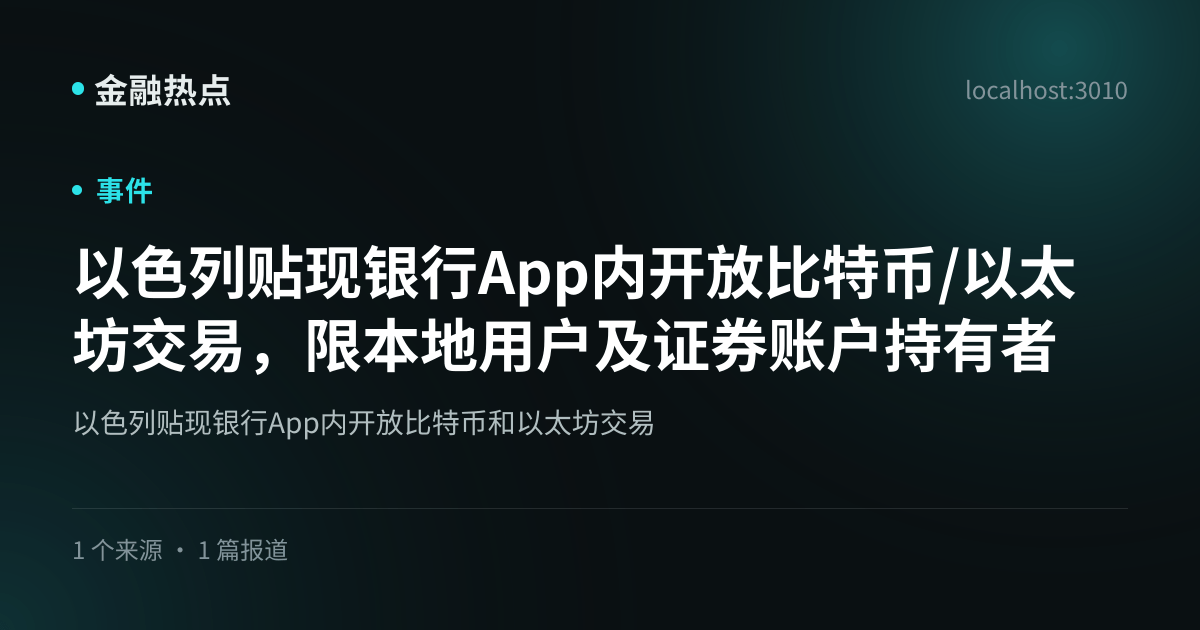 金融热点
localhost:3010
事件
以色列贴现银行App内开放比特币/以太
坊交易，限本地用户及证券账户持有者
以色列贴现银行App内开放比特币和以太坊交易
1 个来源 · 1 篇报道